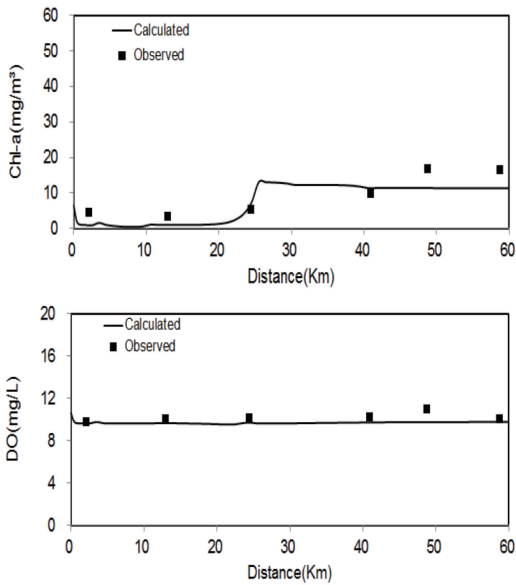 60
50
40
30
20
10
0
Chl-a(mg/m³)
Calculated
Observed
0 10 20 30 40 50 60
Distance(Km)
20
16
12
8
4
0
DO(mg/L)
Calculated
Observed
0 10 20 30 40 50 60
Distance(Km)